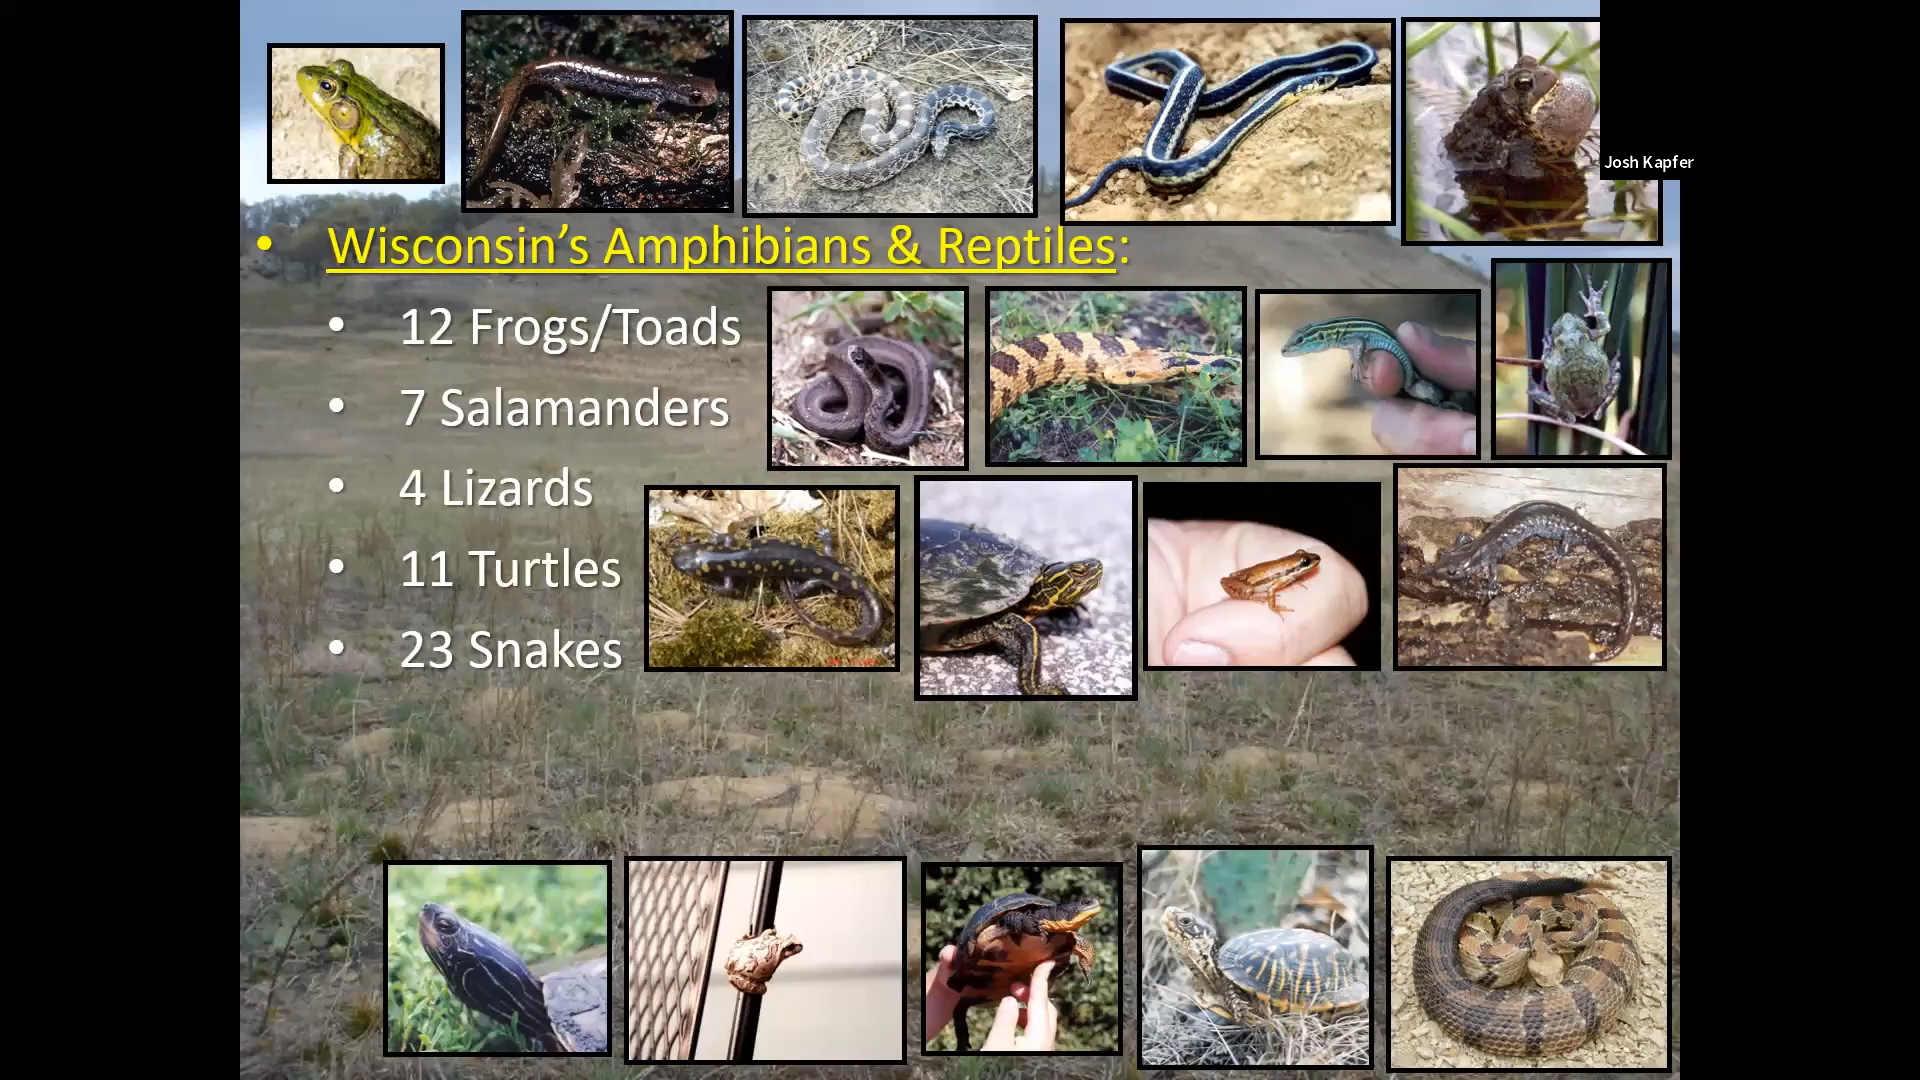 Josh Kapfer
• Wisconsin’s Amphibians & Reptiles:
• 12 Frogs/Toads
• 7 Salamanders
• 4 Lizards
• 11 Turtles
• 23 Snakes